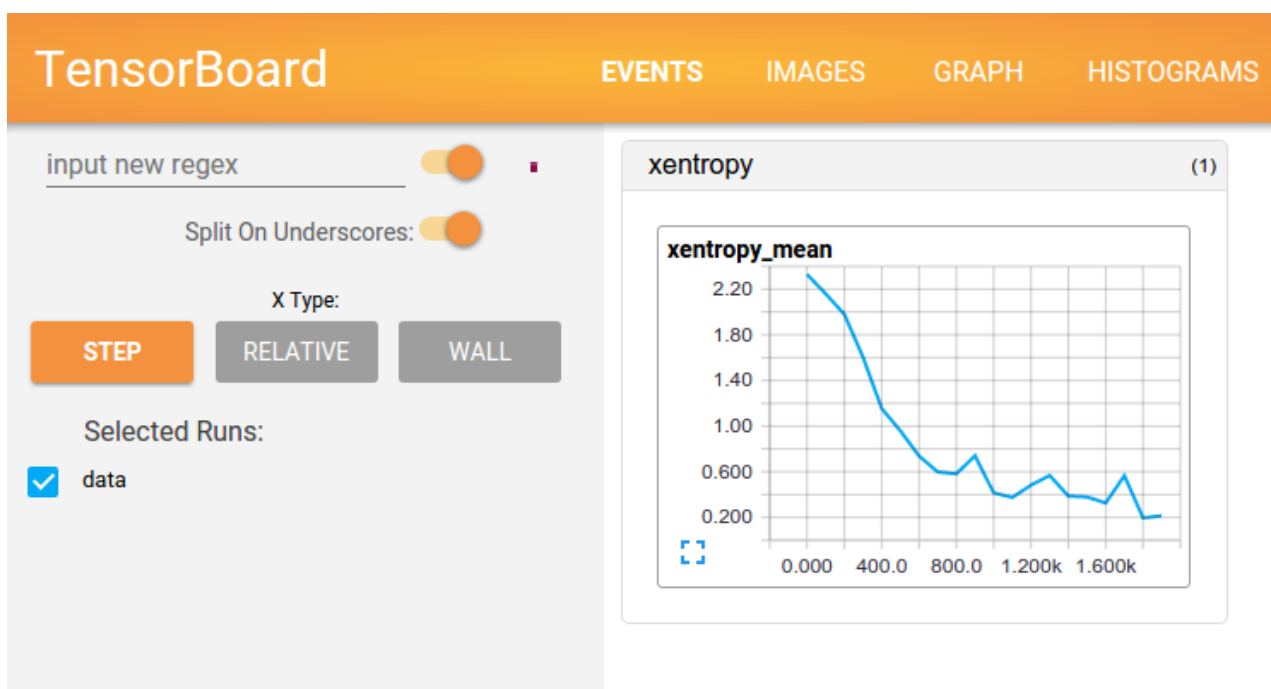 TensorBoard
EVENTS IMAGES GRAPH HISTOGRAMS
input new regex
Split On Underscores:
X Type:
STEP RELATIVE WALL
Selected Runs:
data
xentropy (1)
xentropy_mean
2.20
1.80
1.40
1.00
0.600
0.200
0.000 400.0 800.0 1.200k 1.600k